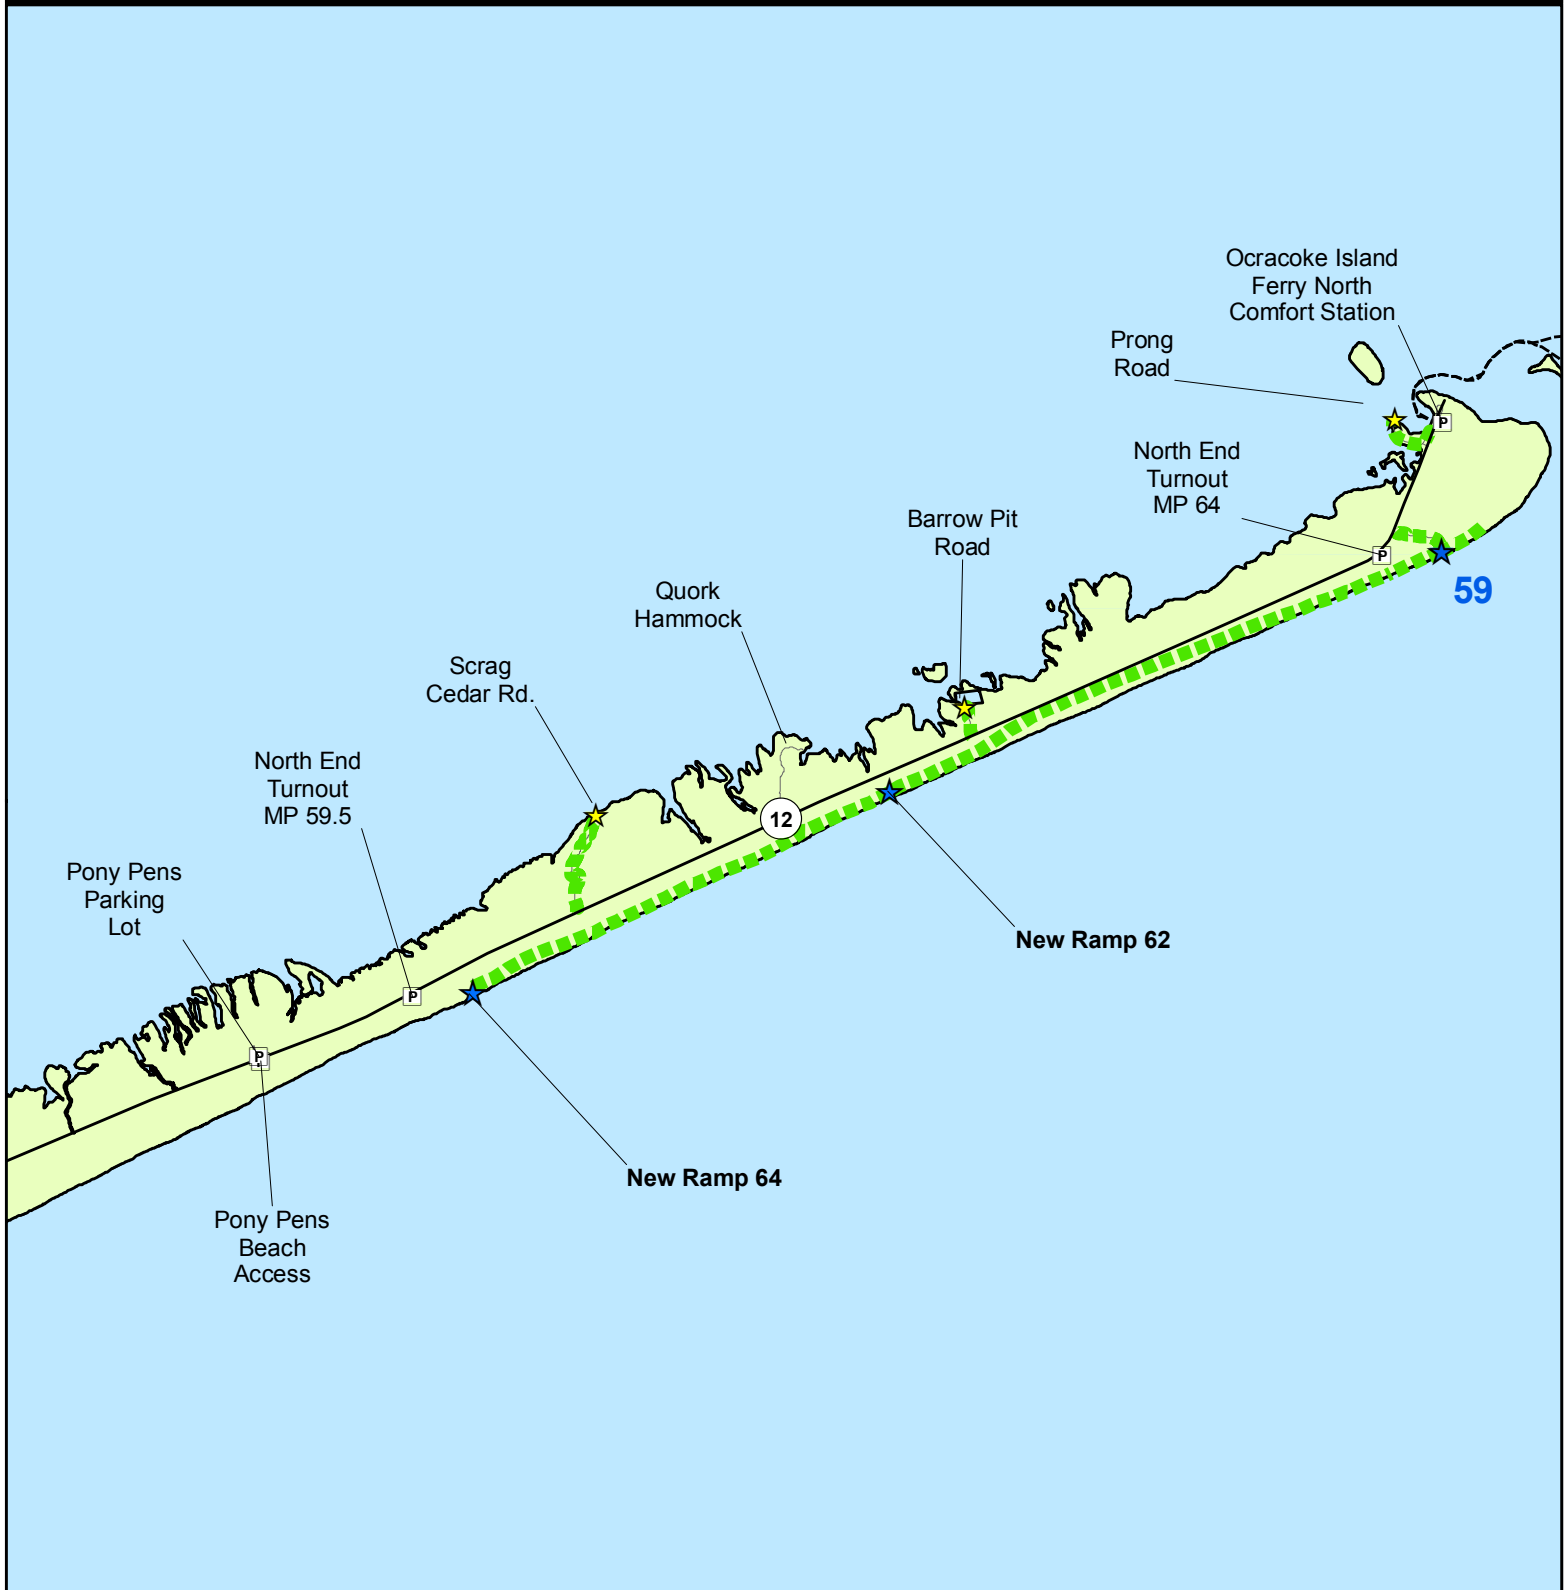 Ocracoke Island
Ferry North
Comfort Station
Prong
Road
P
North End
Turnout
MP 64
P
59
Barrow Pit
Road
Quork
Hammock
Scrag
Cedar Rd.
12
North End
Turnout
MP 59.5
P
New Ramp 62
Pony Pens
Parking
Lot
P
New Ramp 64
Pony Pens
Beach
Access